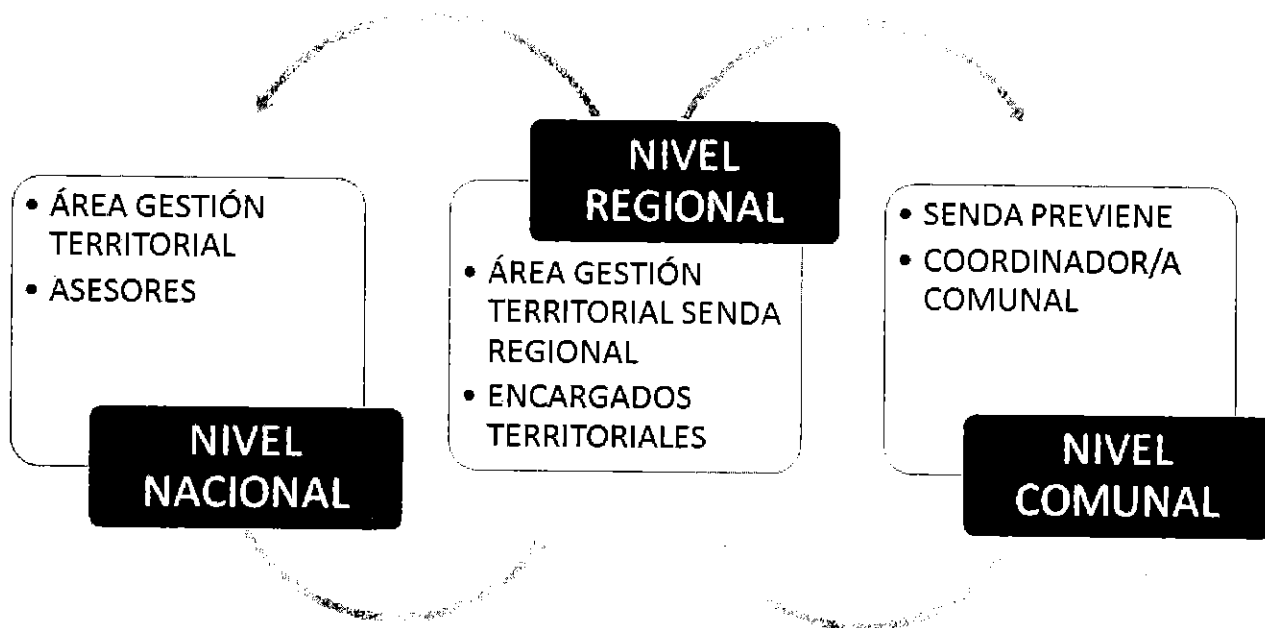 • ÁREA GESTIÓN
TERRITORIAL
• ASESORES
NIVEL
NACIONAL
NIVEL
REGIONAL
• ÁREA GESTIÓN
TERRITORIAL SENDA
REGIONAL
• ENCARGADOS
TERRITORIALES
• SENDA PREVIENE
• COORDINADOR/A
COMUNAL
NIVEL
COMUNAL